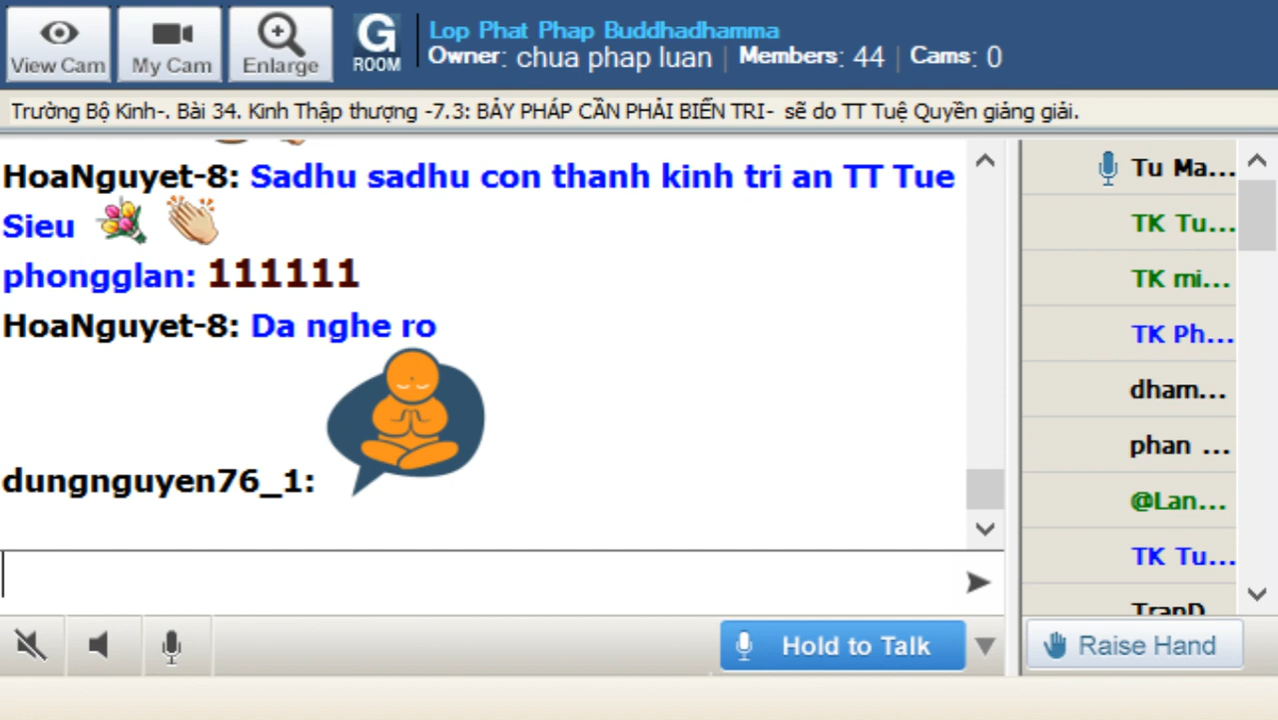 View Cam
My Cam
Enlarge
G
ROOM
Lop Phat Phap Buddhadhamma
Owner: chua phap luan | Members: 44 | Cams: 0
Trường Bộ Kinh-. Bài 34. Kinh Thập thượng -7.3: BẢY PHÁP CẦN PHẢI BIẾN TRI- sẽ do TT Tuệ Quyền giảng giải.
HoaNguyet-8: Sadhu sadhu con thanh kinh tri an TT Tue
Sieu
phongglan: 111111
HoaNguyet-8: Da nghe ro
dungnguyen76_1:
Tu Ma...
TK Tu...
TK mi...
TK Ph...
dham...
phan ...
@Lan...
TK Tu...
TranD
Hold to Talk
Raise Hand